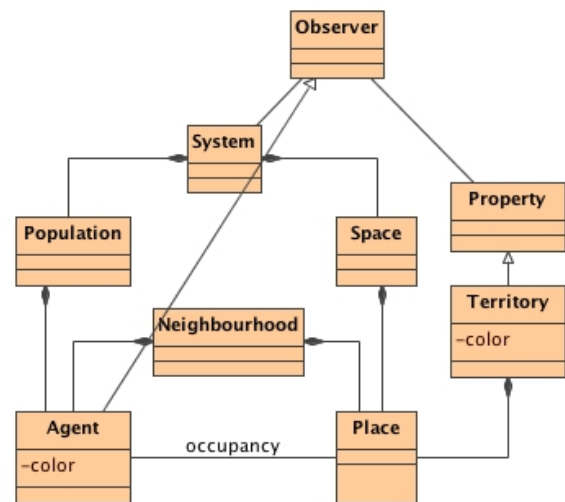 Observer
System
Property
Population
Space
Territory
-color
Neighbourhood
Agent
-color
occupancy
Place